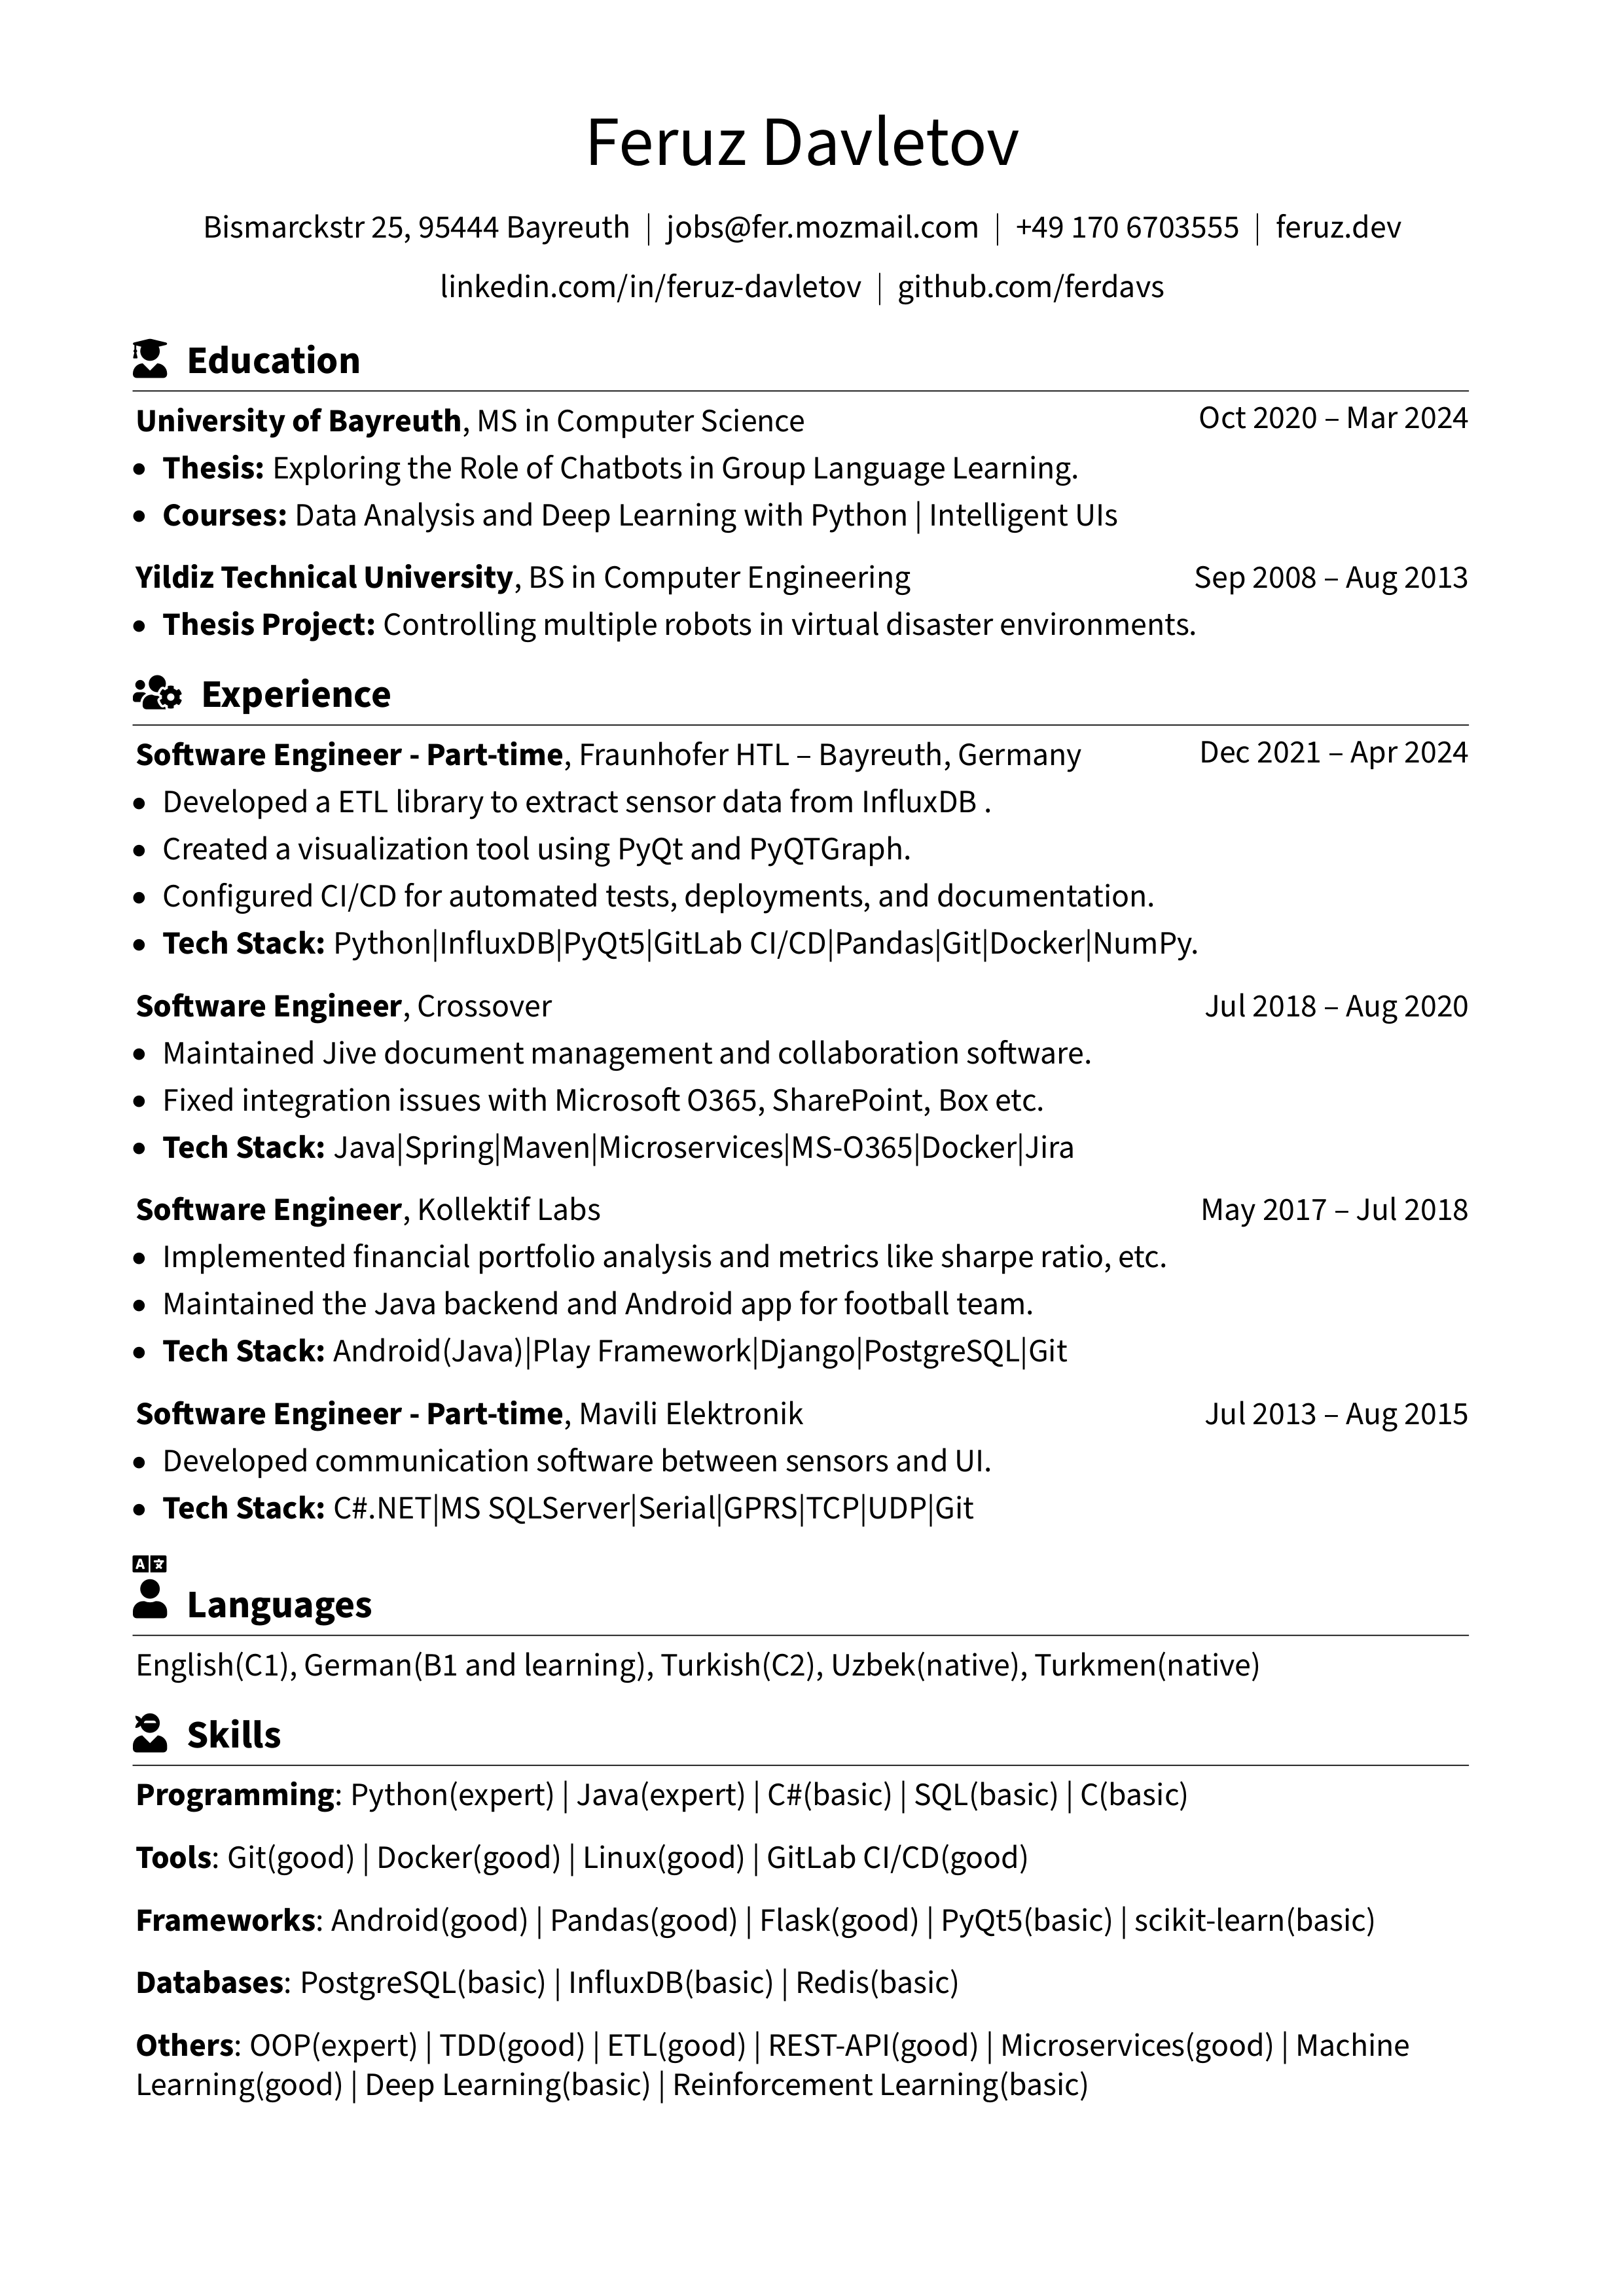 Feruz Davletov
Bismarckstr 25, 95444 Bayreuth | jobs@fer.mozmail.com | +49 170 6703555 | feruz.dev
linkedin.com/in/feruz-davletov | github.com/ferdavs
Education
University of Bayreuth, MS in Computer Science Oct 2020 – Mar 2024
• Thesis: Exploring the Role of Chatbots in Group Language Learning.
• Courses: Data Analysis and Deep Learning with Python | Intelligent UIs
Yildiz Technical University, BS in Computer Engineering Sep 2008 – Aug 2013
• Thesis Project: Controlling multiple robots in virtual disaster environments.
Experience
Software Engineer - Part-time, Fraunhofer HTL – Bayreuth, Germany Dec 2021 – Apr 2024
• Developed a ETL library to extract sensor data from InfluxDB .
• Created a visualization tool using PyQt and PyQTGraph.
• Configured CI/CD for automated tests, deployments, and documentation.
• Tech Stack: Python|InfluxDB|PyQt5|GitLab CI/CD|Pandas|Git|Docker|NumPy.
Software Engineer, Crossover Jul 2018 – Aug 2020
• Maintained Jive document management and collaboration software.
• Fixed integration issues with Microsoft O365, SharePoint, Box etc.
• Tech Stack: Java|Spring|Maven|Microservices|MS-O365|Docker|Jira
Software Engineer, Kollektif Labs May 2017 – Jul 2018
• Implemented financial portfolio analysis and metrics like sharpe ratio, etc.
• Maintained the Java backend and Android app for football team.
• Tech Stack: Android(Java)|Play Framework|Django|PostgreSQL|Git
Software Engineer - Part-time, Mavili Elektronik Jul 2013 – Aug 2015
• Developed communication software between sensors and UI.
• Tech Stack: C#.NET|MS SQLServer|Serial|GPRS|TCP|UDP|Git
Languages
English(C1), German(B1 and learning), Turkish(C2), Uzbek(native), Turkmen(native)
Skills
Programming: Python(expert) | Java(expert) | C#(basic) | SQL(basic) | C(basic)
Tools: Git(good) | Docker(good) | Linux(good) | GitLab CI/CD(good)
Frameworks: Android(good) | Pandas(good) | Flask(good) | PyQt5(basic) | scikit-learn(basic)
Databases: PostgreSQL(basic) | InfluxDB(basic) | Redis(basic)
Others: OOP(expert) | TDD(good) | ETL(good) | REST-API(good) | Microservices(good) | Machine
Learning(good) | Deep Learning(basic) | Reinforcement Learning(basic)